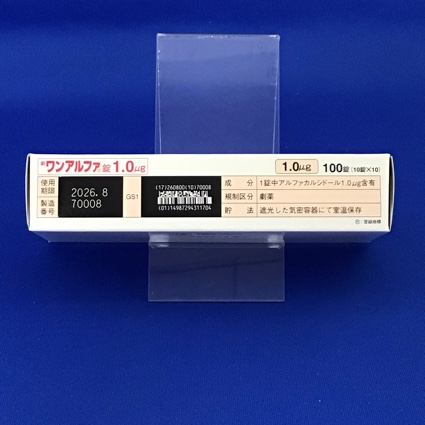 劇 ワンアルファ®錠 1.0μg
1.0μg 100錠(10錠×10)
使用期限 2026.8
製造番号 70008
GS1
(17)260800(10)70008
(01)14987294311704
成分 1錠中アルファカルシドール1.0μg含有
規制区分 劇薬
貯法 遮光した気密容器にて室温保存
®:登録商標